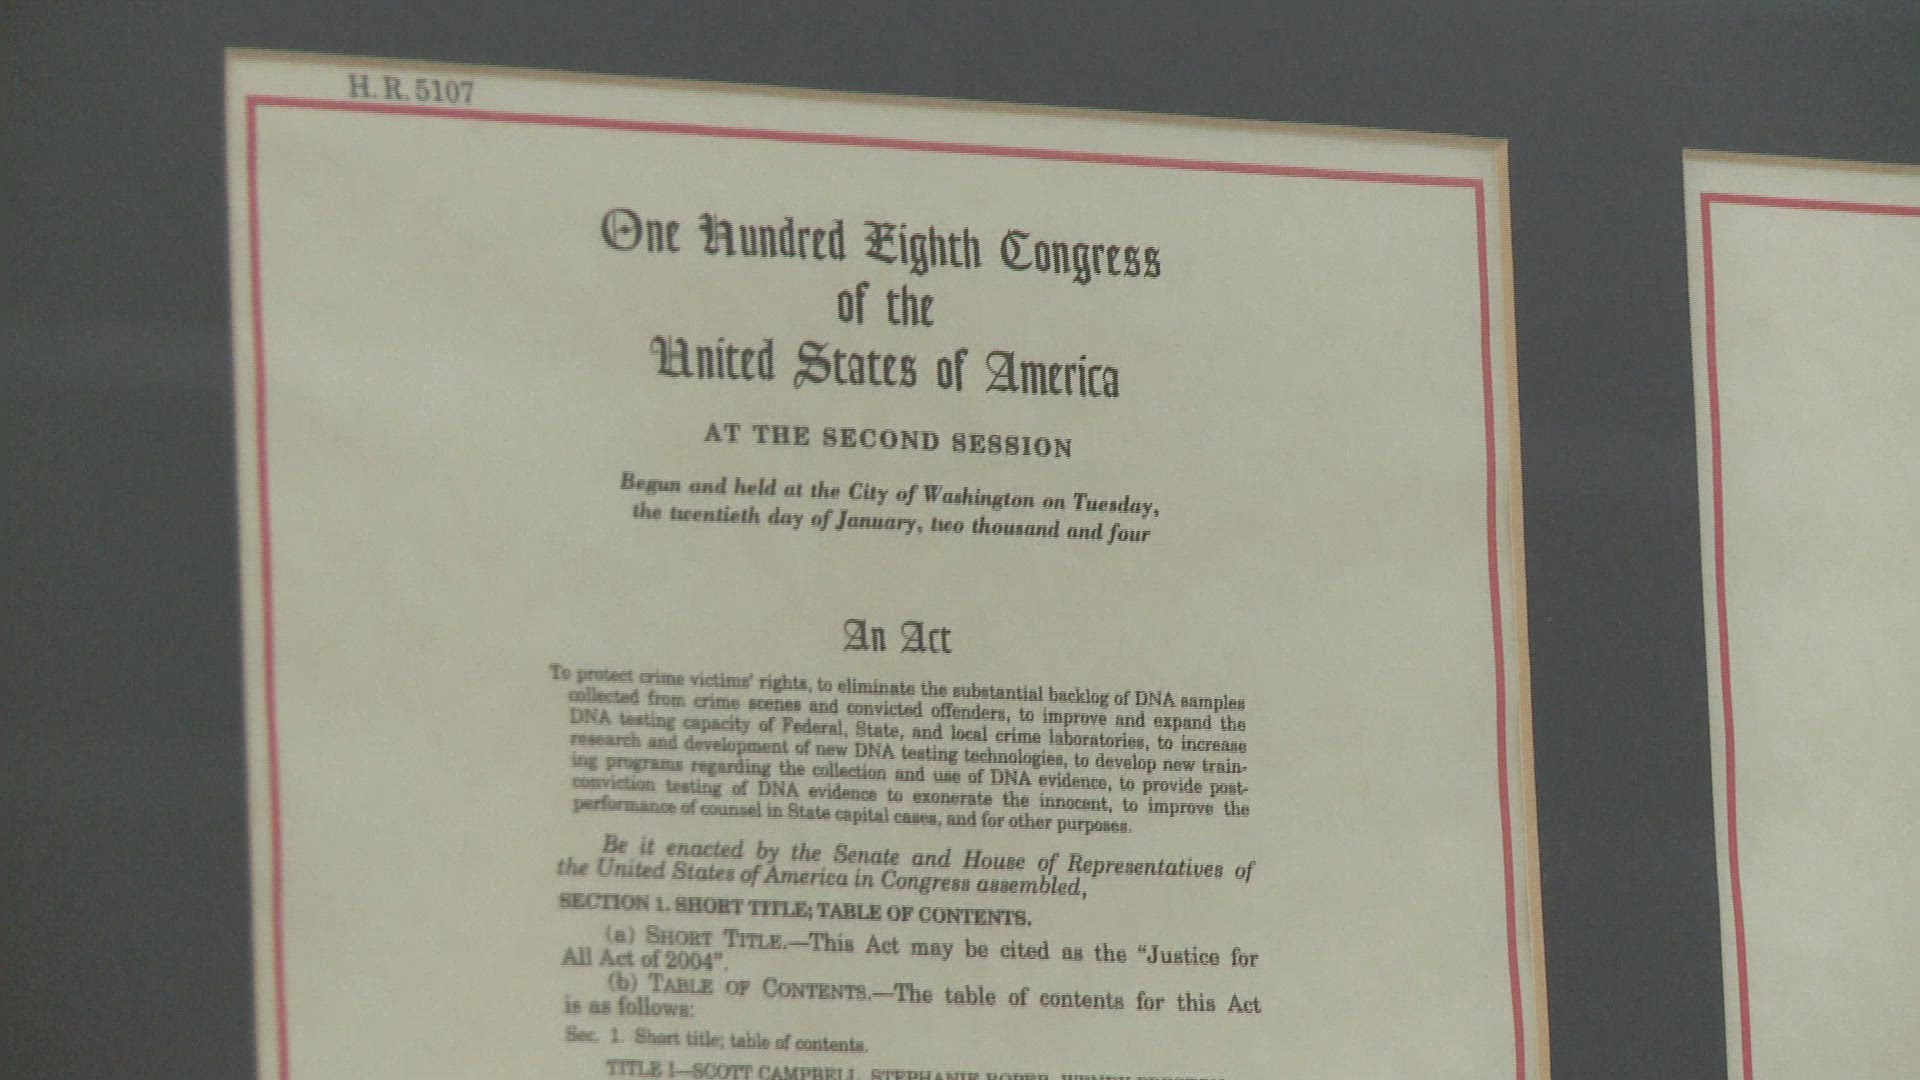 H. R. 5107
One Hundred Eighth Congress
of the
United States of America
AT THE SECOND SESSION
Begun and held at the City of Washington on Tuesday,
the twentieth day of January, two thousand and four
An Act
To protect crime victims' rights, to eliminate the substantial backlog of DNA samples
collected from crime scenes and convicted offenders, to improve and expand the
DNA testing capacity of Federal, State, and local crime laboratories, to increase
research and development of new DNA testing technologies, to develop new train-
ing programs regarding the collection and use of DNA evidence, to provide post-
conviction testing of DNA evidence to exonerate the innocent, to improve the
performance of counsel in State capital cases, and for other purposes.
Be it enacted by the Senate and House of Representatives of
the United States of America in Congress assembled,
SECTION 1. SHORT TITLE; TABLE OF CONTENTS.
(a) SHORT TITLE.—This Act may be cited as the “Justice for
All Act of 2004”.
(b) TABLE OF CONTENTS.—The table of contents for this Act
is as follows:
Sec. 1. Short title; table of contents.
TITLE I—SCOTT CAMPBELL, STEPHANIE ROPER, WENDY PRESTON,